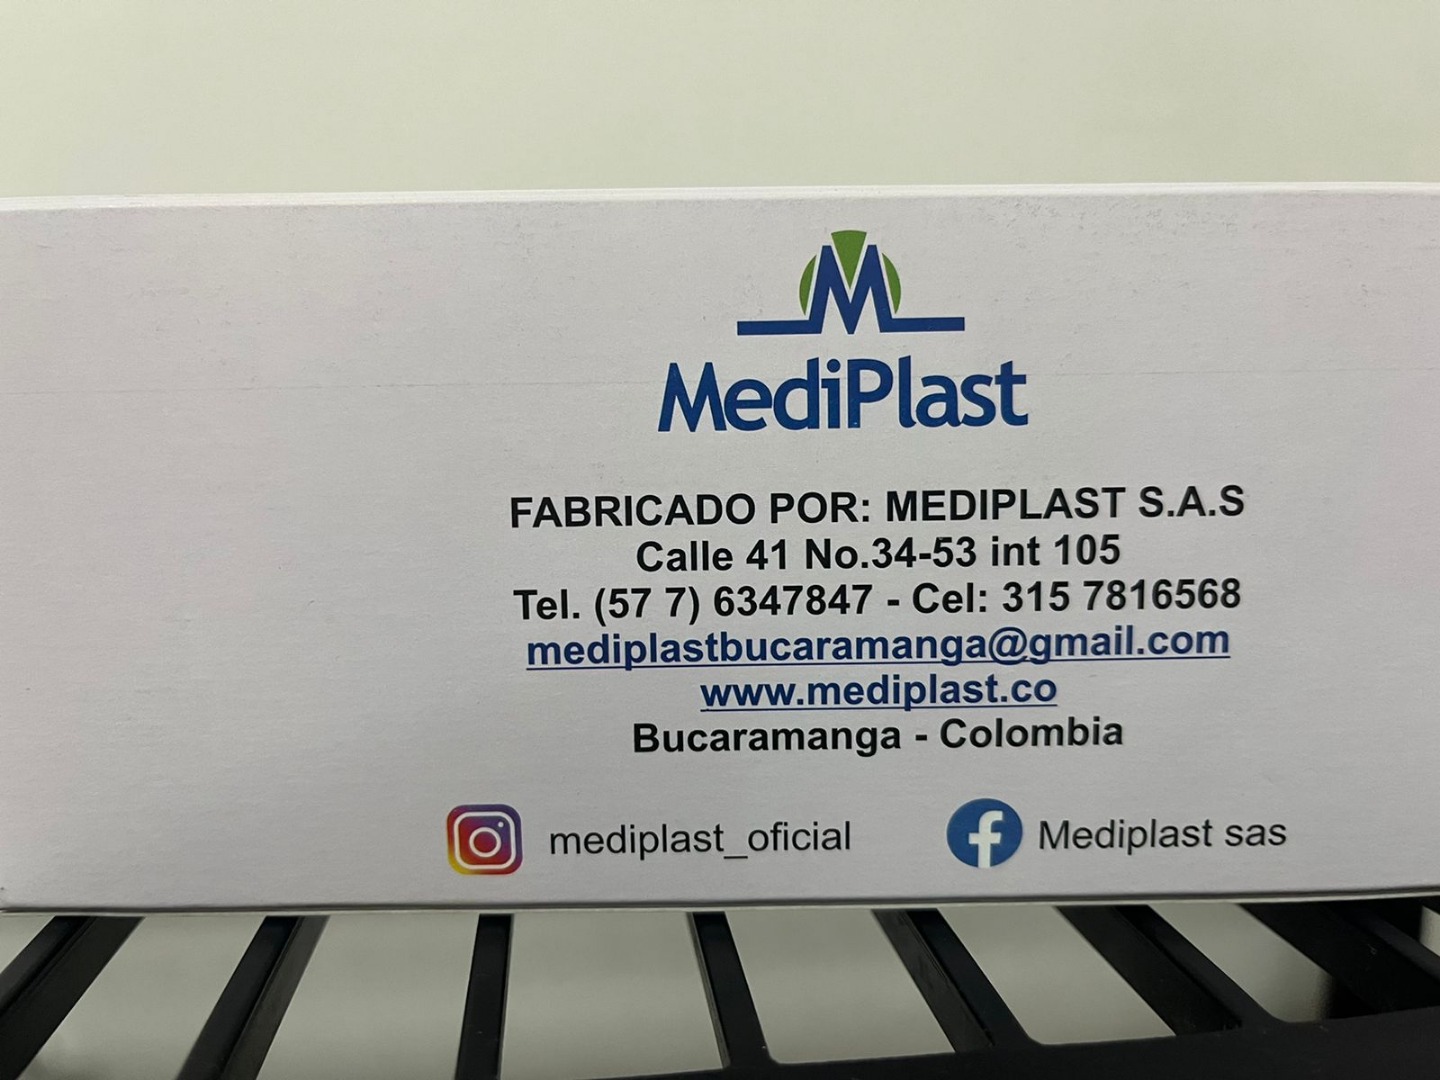 MediPlast
FABRICADO POR: MEDIPLAST S.A.S
Calle 41 No.34-53 int 105
Tel. (57 7) 6347847 - Cel: 315 7816568
mediplastbucaramanga@gmail.com
www.mediplast.co
Bucaramanga - Colombia
mediplast_oficial
Mediplast sas